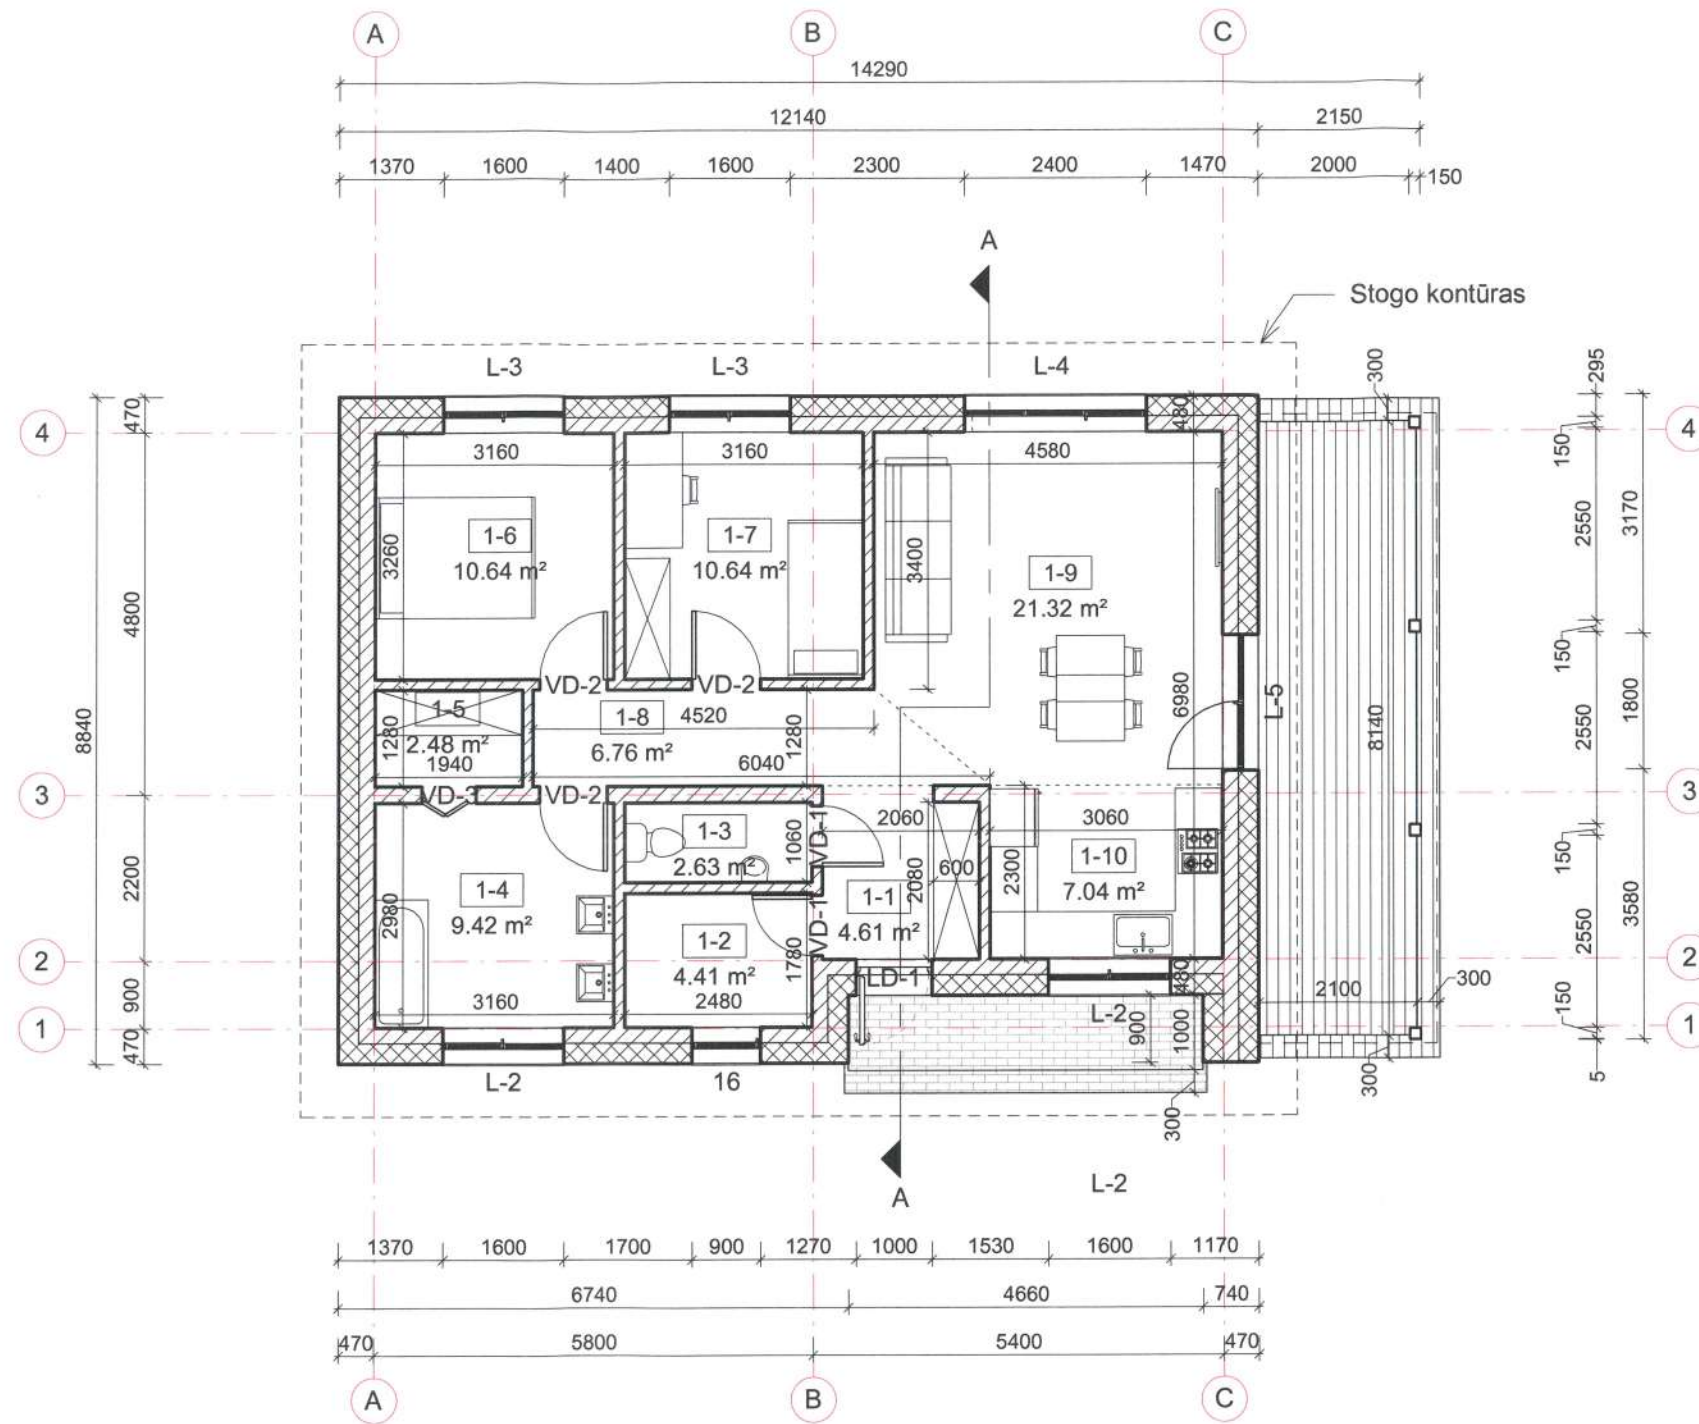 A B C
14290
12140 2150
1370 1600 1400 1600 2300 2400 1470 2000 150
A
Stogo kontūras
L-3 L-3 L-4
300 295
470 480
4 4
150
3160 3160 4580
1-6 1-7 1-9
10.64 m² 10.64 m² 21.32 m²
3260 3400
2550 3170
4800
150
VD-2 VD-2
1-5 1-8 4520
2.48 m² 6.76 m²
1280 1280
1940 6040
6980 L-5 8140
2550 1800
8840
3 3
VD-3 VD-2
1-3 1060 VD-1 2060 3060
2.63 m²
150
2200
1-4 1-1 1-10
9.42 m² 4.61 m² 7.04 m²
2980 2080 600 2300
3580
1-2 VD-1
4.41 m² 1780
2550
2 2
LD-1 480
3160 2480
2100 300
900 150
L-2 900 1000
1 1
470
L-2 16
300 300 5
A
L-2
1370 1600 1700 900 1270 1000 1530 1600 1170
6740 4660 740
470 5800 5400 470
A B C